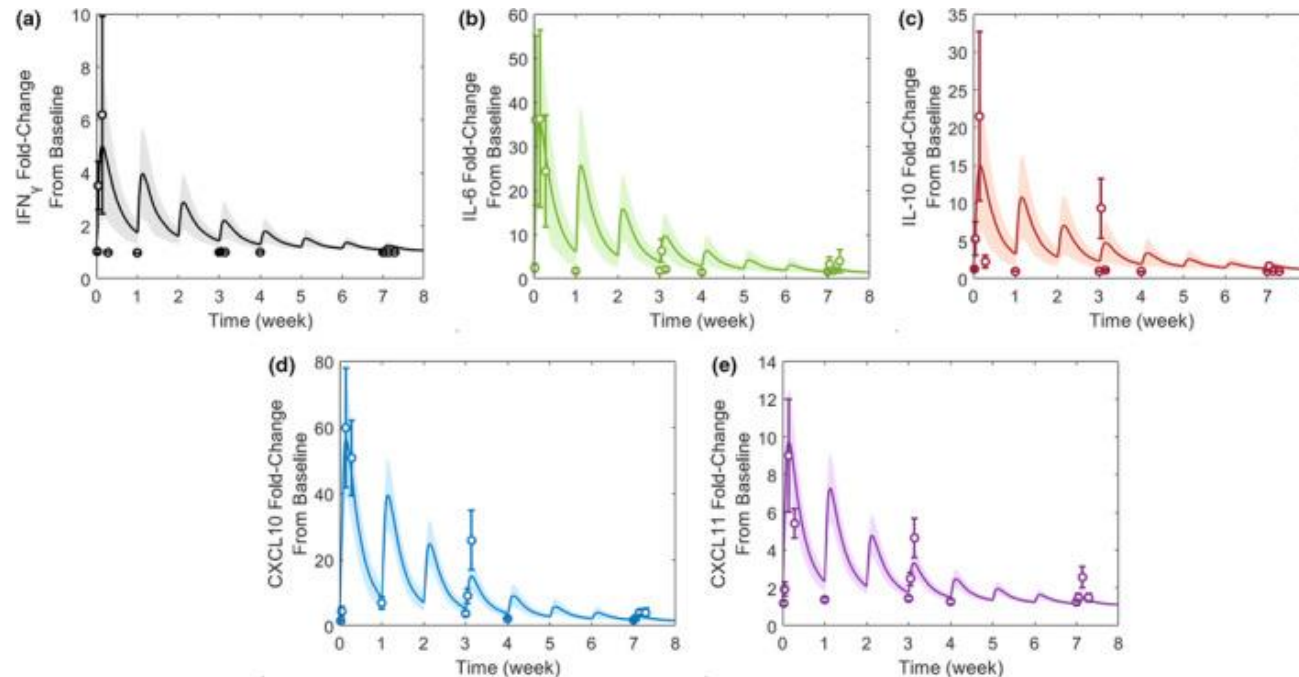 (a)
IFNγ Fold-Change
From Baseline
10
8
6
4
2
0
0 1 2 3 4 5 6 7 8
Time (week)
(b)
IL-6 Fold-Change
From Baseline
60
50
40
30
20
10
0
0 1 2 3 4 5 6 7 8
Time (week)
(c)
IL-10 Fold-Change
From Baseline
35
30
25
20
15
10
5
0
0 1 2 3 4 5 6 7
Time (week)
(d)
CXCL10 Fold-Change
From Baseline
80
60
40
20
0
0 1 2 3 4 5 6 7 8
Time (week)
(e)
CXCL11 Fold-Change
From Baseline
14
12
10
8
6
4
2
0
0 1 2 3 4 5 6 7 8
Time (week)